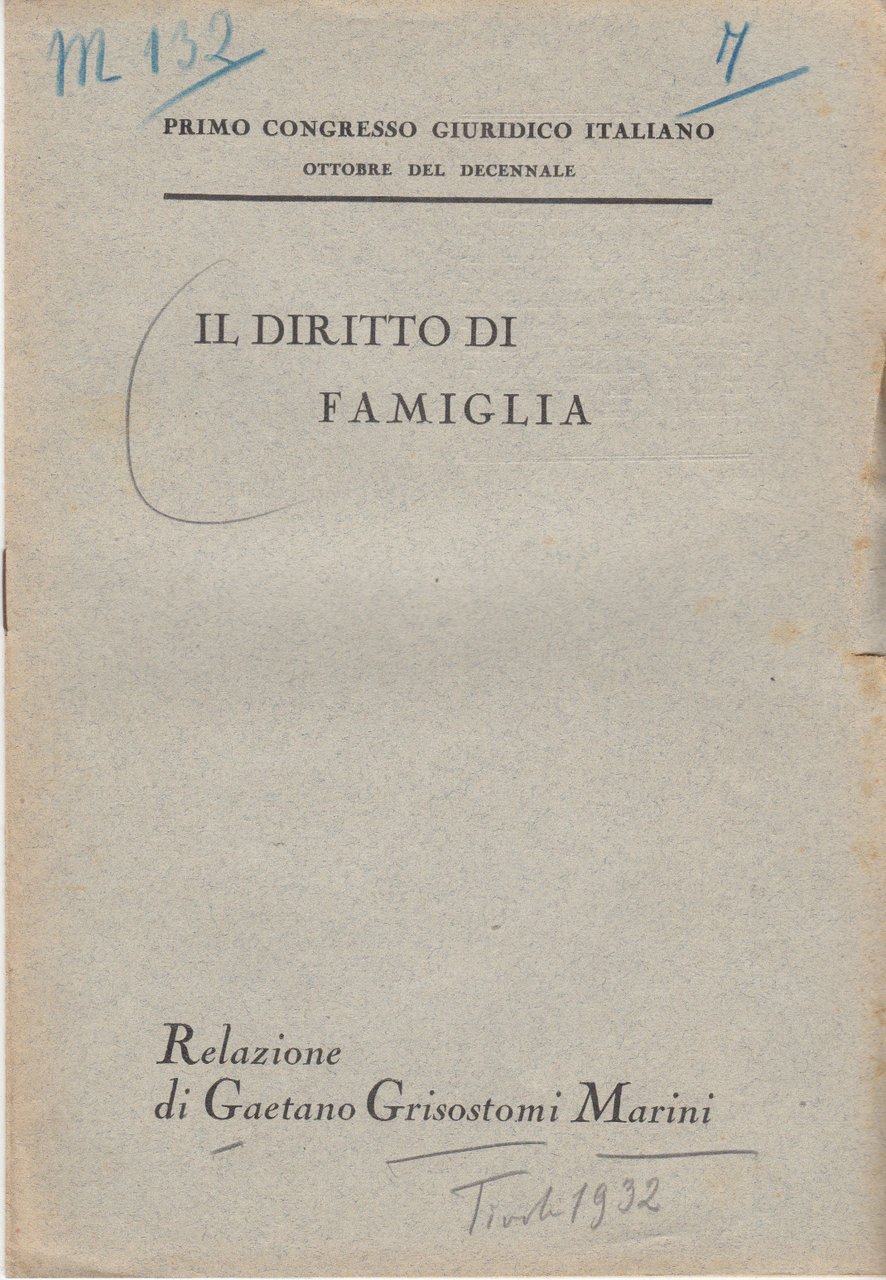 M 132 7
PRIMO CONGRESSO GIURIDICO ITALIANO
OTTOBRE DEL DECENNALE
IL DIRITTO DI
FAMIGLIA
Relazione
di Gaetano Grisostomi Marini
Tivoli 1932